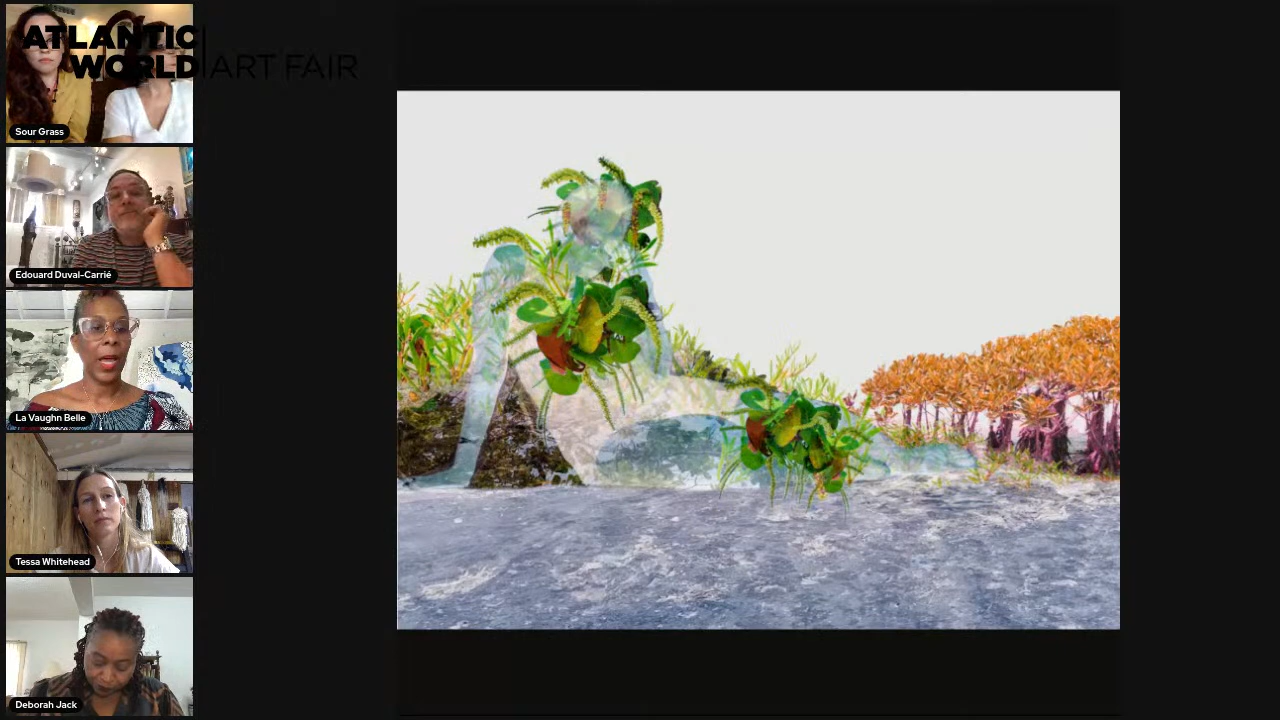 ATLANTIC
WORLD ART FAIR
Sour Grass
Edouard Duval-Carrié
La Vaughn Belle
Tessa Whitehead
Deborah Jack